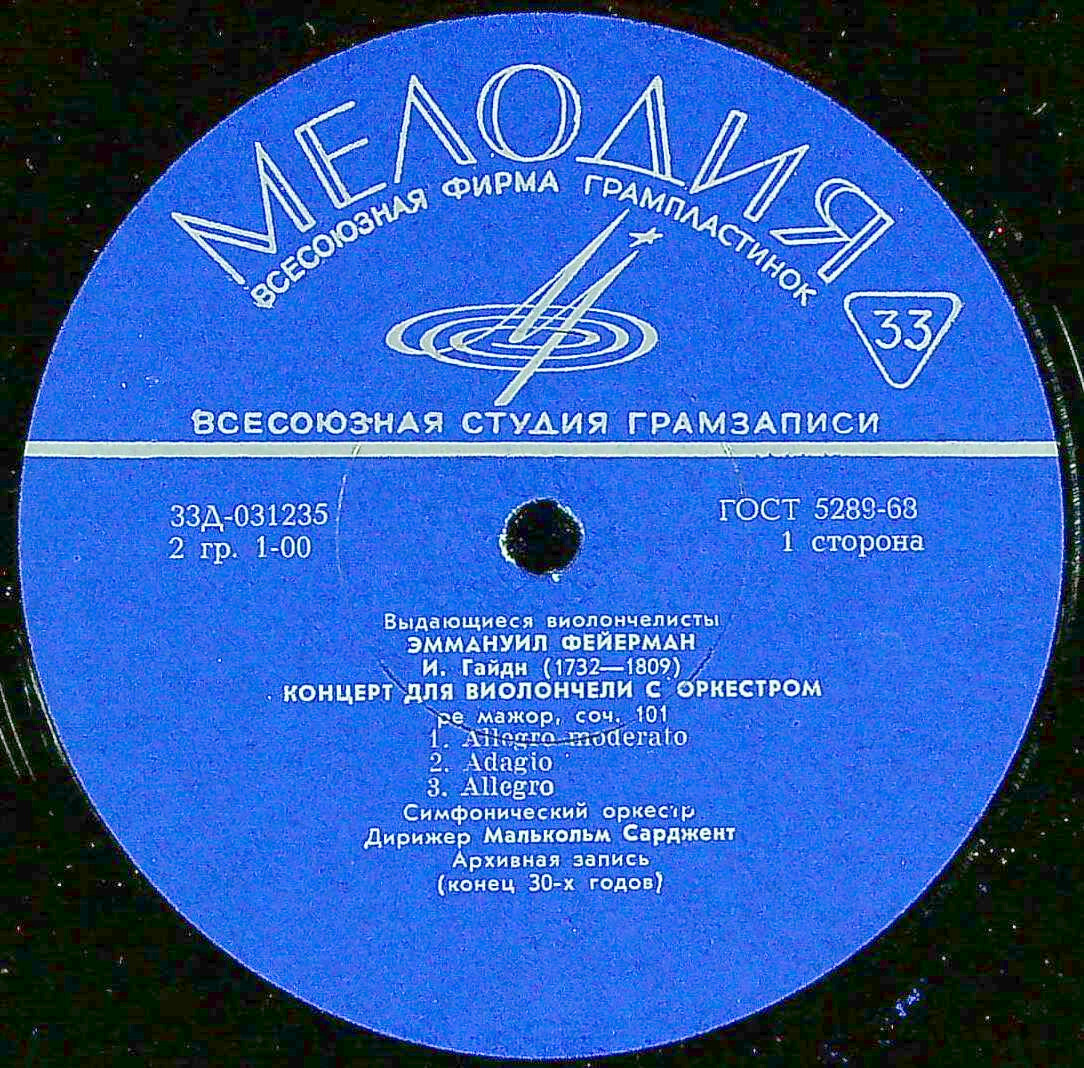 МЕЛОДИЯ
ВСЕСОЮЗНАЯ ФИРМА ГРАМПЛАСТИНОК
33
ВСЕСОЮЗНАЯ СТУДИЯ ГРАМЗАПИСИ
33Д-031235
2 гр. 1-00
ГОСТ 5289-68
1 сторона
Выдающиеся виолончелисты
ЭММАНУИЛ ФЕЙЕРМАН
И. Гайдн (1732—1809)
КОНЦЕРТ ДЛЯ ВИОЛОНЧЕЛИ С ОРКЕСТРОМ
ре мажор, соч. 101
1. Allegro moderato
2. Adagio
3. Allegro
Симфонический оркестр
Дирижер Малькольм Сарджент
Архивная запись
(конец 30-х годов)